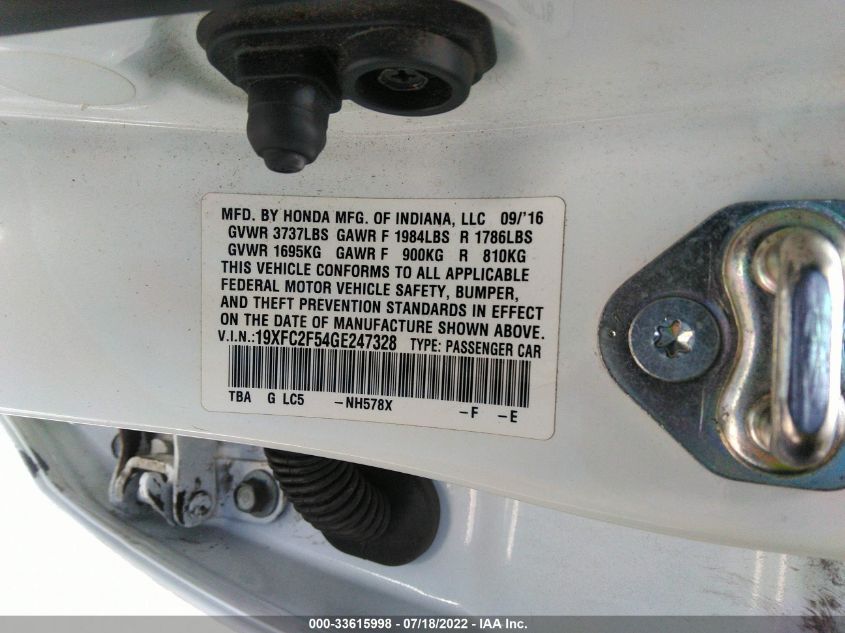 MFD. BY HONDA MFG. OF INDIANA, LLC 09/'16
GVWR 3737LBS GAWR F 1984LBS R 1786LBS
GVWR 1695KG GAWR F 900KG R 810KG
THIS VEHICLE CONFORMS TO ALL APPLICABLE
FEDERAL MOTOR VEHICLE SAFETY, BUMPER,
AND THEFT PREVENTION STANDARDS IN EFFECT
ON THE DATE OF MANUFACTURE SHOWN ABOVE.
V.I.N.:19XFC2F54GE247328 TYPE: PASSENGER CAR
TBA G LC5 -NH578X -F -E
000-33615998 - 07/18/2022 - IAA Inc.